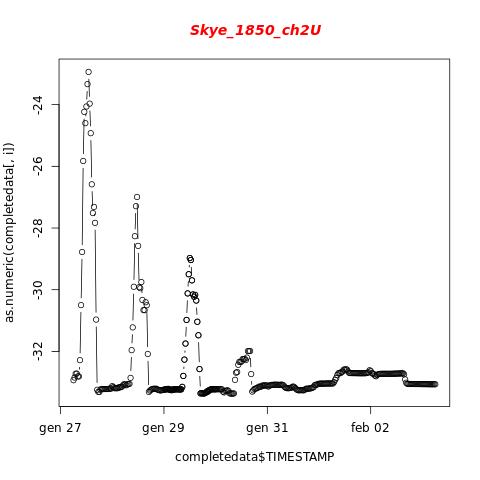 Skye_1850_ch2U
as.numeric(completedata[, i])
-24
-26
-28
-30
-32
gen 27
gen 29
gen 31
feb 02
completedata$TIMESTAMP